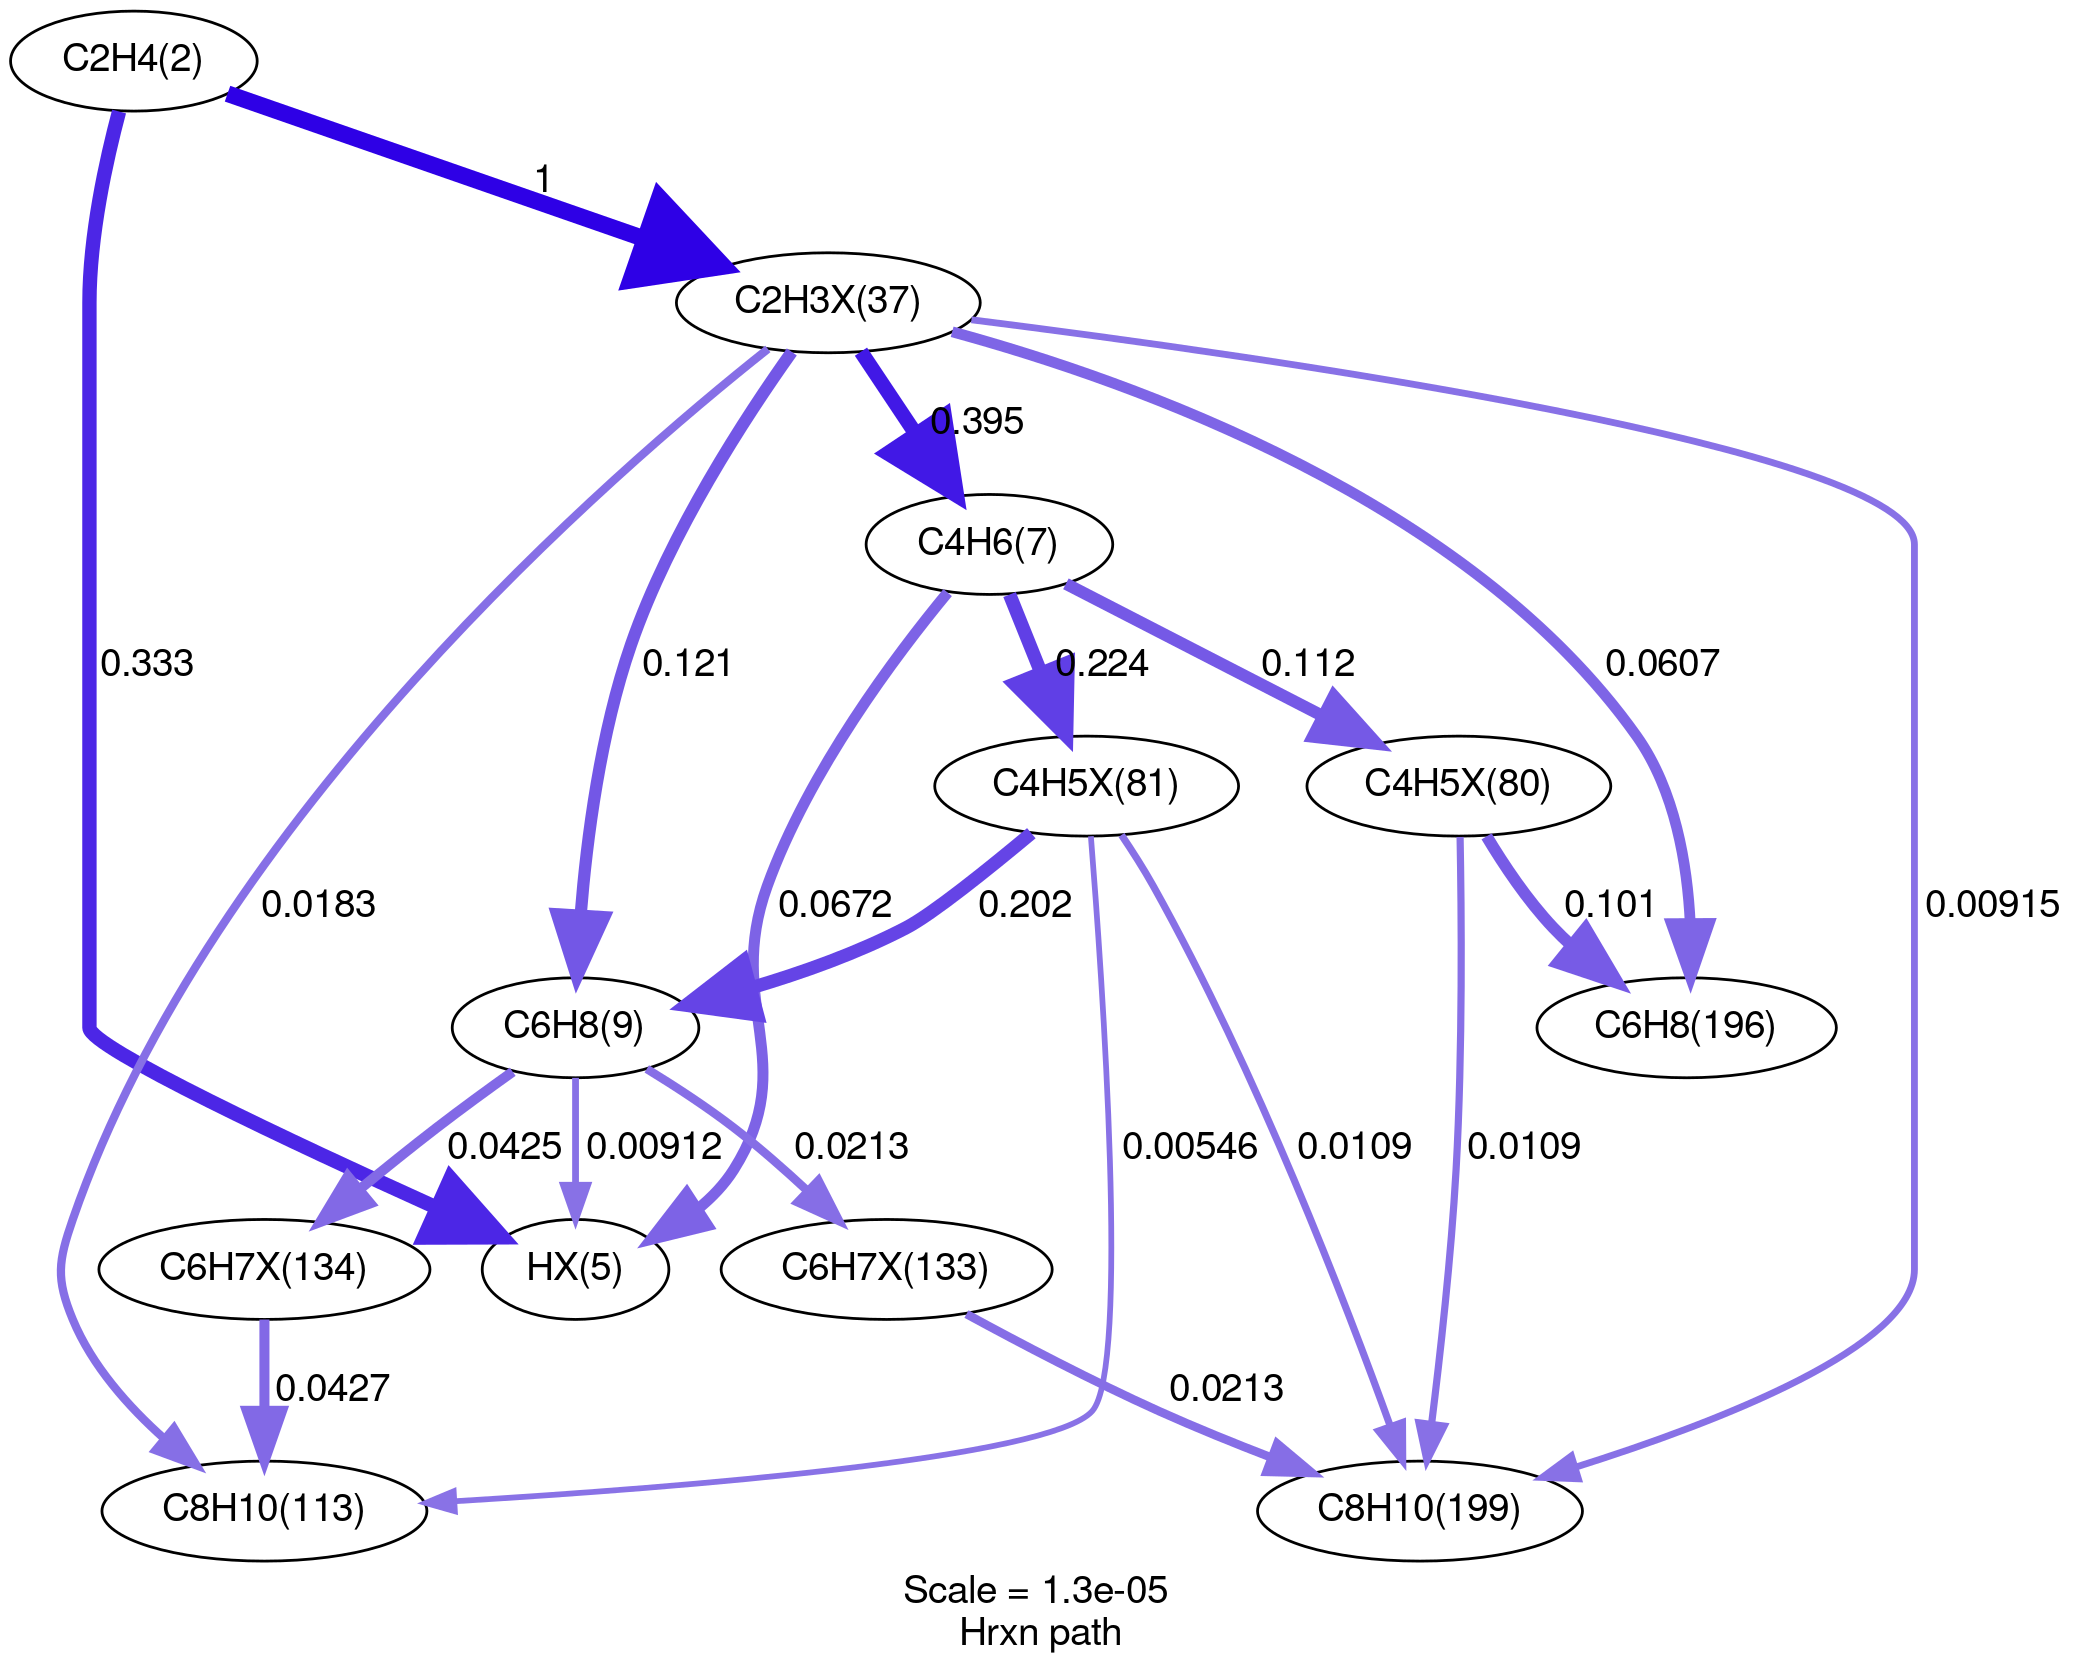 C2H4(2)
1
C2H3X(37)
0.395
C4H6(7)
0.333
0.121
0.224
0.112
0.0607
C4H5X(81)
C4H5X(80)
0.0183
0.0672
0.202
0.101
0.00915
C6H8(9)
C6H8(196)
0.0425
0.00912
0.0213
0.00546
0.0109
0.0109
C6H7X(134)
HX(5)
C6H7X(133)
0.0427
0.0213
C8H10(113)
C8H10(199)
Scale = 1.3e-05
Hrxn path